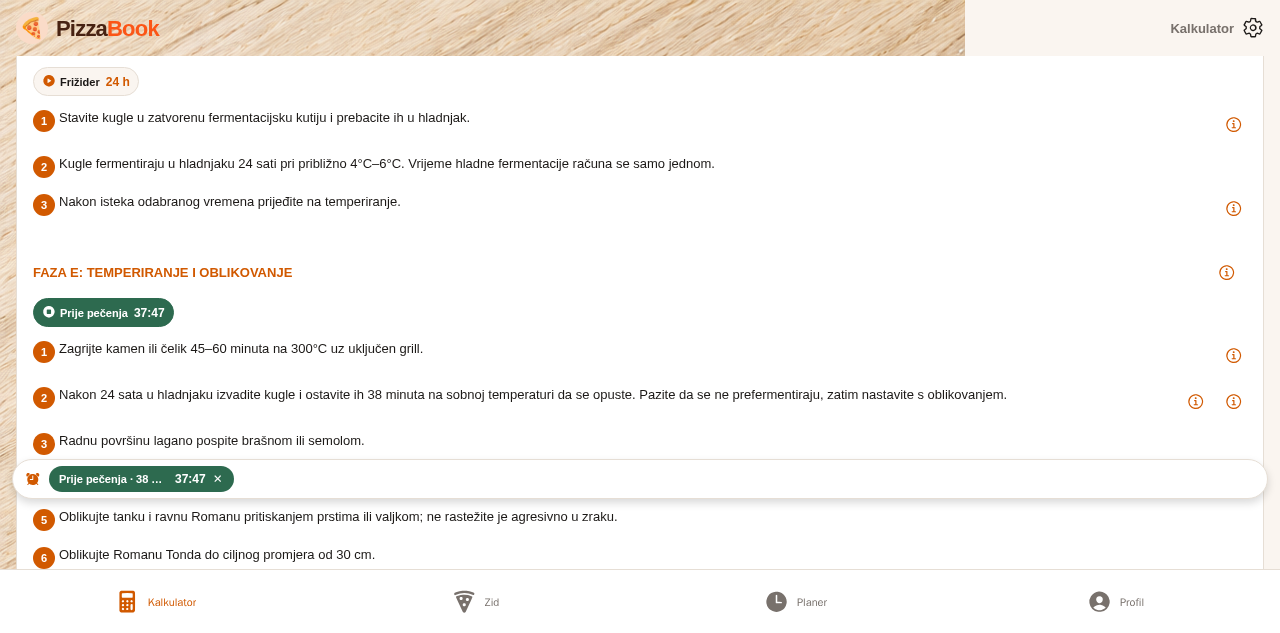 PizzaBook
Kalkulator
Frižider 24 h
1 Stavite kugle u zatvorenu fermentacijsku kutiju i prebacite ih u hladnjak.
2 Kugle fermentiraju u hladnjaku 24 sati pri približno 4°C–6°C. Vrijeme hladne fermentacije računa se samo jednom.
3 Nakon isteka odabranog vremena prijeđite na temperiranje.
FAZA E: TEMPERIRANJE I OBLIKOVANJE
Prije pečenja 37:47
1 Zagrijte kamen ili čelik 45–60 minuta na 300°C uz uključen grill.
2 Nakon 24 sata u hladnjaku izvadite kugle i ostavite ih 38 minuta na sobnoj temperaturi da se opuste. Pazite da se ne prefermentiraju, zatim nastavite s oblikovanjem.
3 Radnu površinu lagano pospite brašnom ili semolom.
Prije pečenja · 38 ... 37:47 ×
5 Oblikujte tanku i ravnu Romanu pritiskanjem prstima ili valjkom; ne rastežite je agresivno u zraku.
6 Oblikujte Romanu Tonda do ciljnog promjera od 30 cm.
Kalkulator Zid Planer Profil